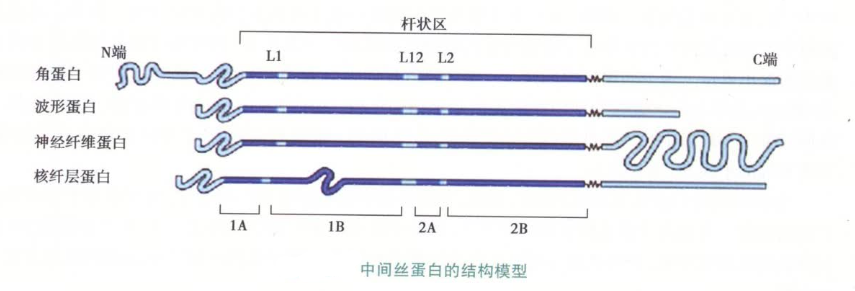 杆状区
N端 L1 L12 L2 C端
角蛋白
波形蛋白
神经纤维蛋白
核纤层蛋白
1A 1B 2A 2B
中间丝蛋白的结构模型